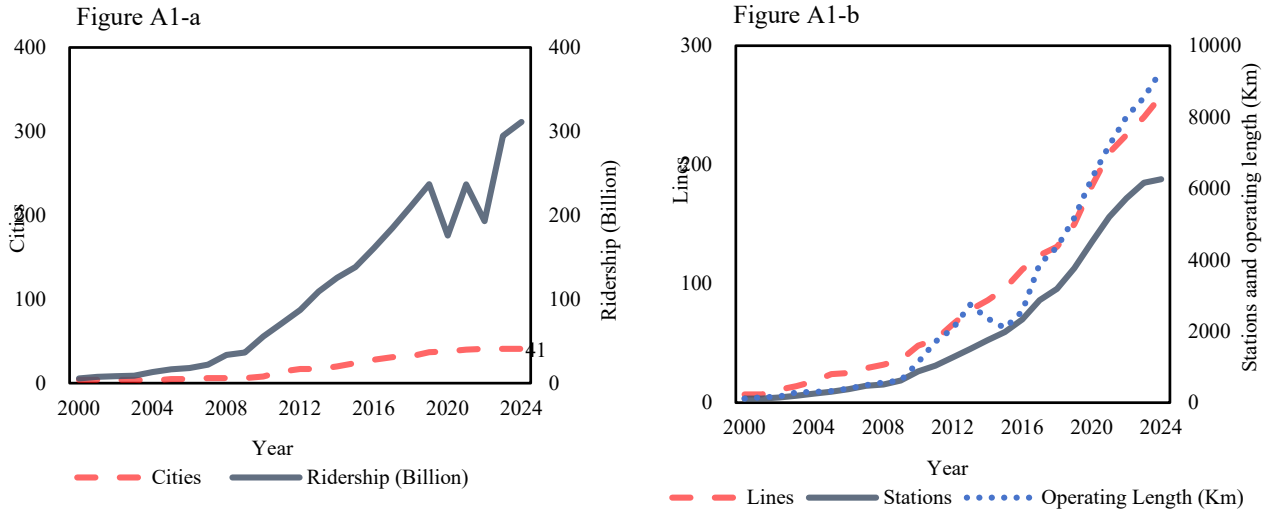 Figure A1-a
400
300
200
100
0
Cities
400
300
200
100
0
Ridership (Billion)
41
2000 2004 2008 2012 2016 2020 2024
Year
Cities Ridership (Billion)
Figure A1-b
300
200
100
0
Lines
10000
8000
6000
4000
2000
0
Stations aand operating length (Km)
2000 2004 2008 2012 2016 2020 2024
Year
Lines Stations Operating Length (Km)